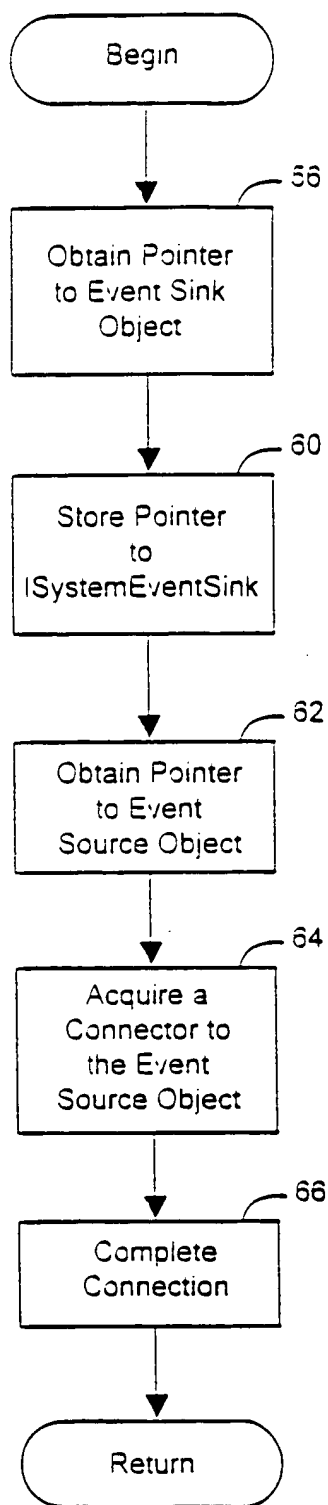 Begin
56
Obtain Pointer
to Event Sink
Object
60
Store Pointer
to
ISystemEventSink
62
Obtain Pointer
to Event
Source Object
64
Acquire a
Connector to
the Event
Source Object
66
Complete
Connection
Return